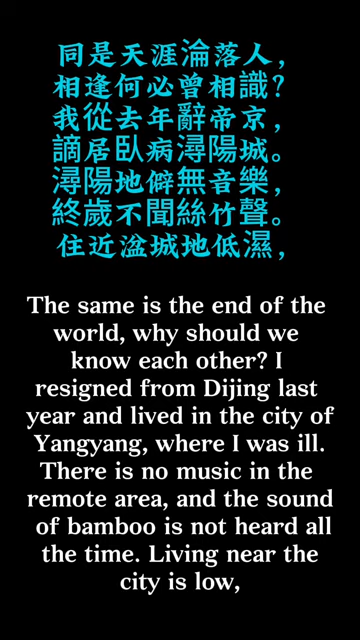 同是天涯淪落人，
相逢何必曾相識？
我從去年辭帝京，
謫居臥病潯陽城。
潯陽地僻無音樂，
終歲不聞絲竹聲。
住近湓城地低濕，
The same is the end of the
world, why should we
know each other? I
resigned from Dijing last
year and lived in the city of
Yangyang, where I was ill.
There is no music in the
remote area, and the sound
of bamboo is not heard all
the time. Living near the
city is low,